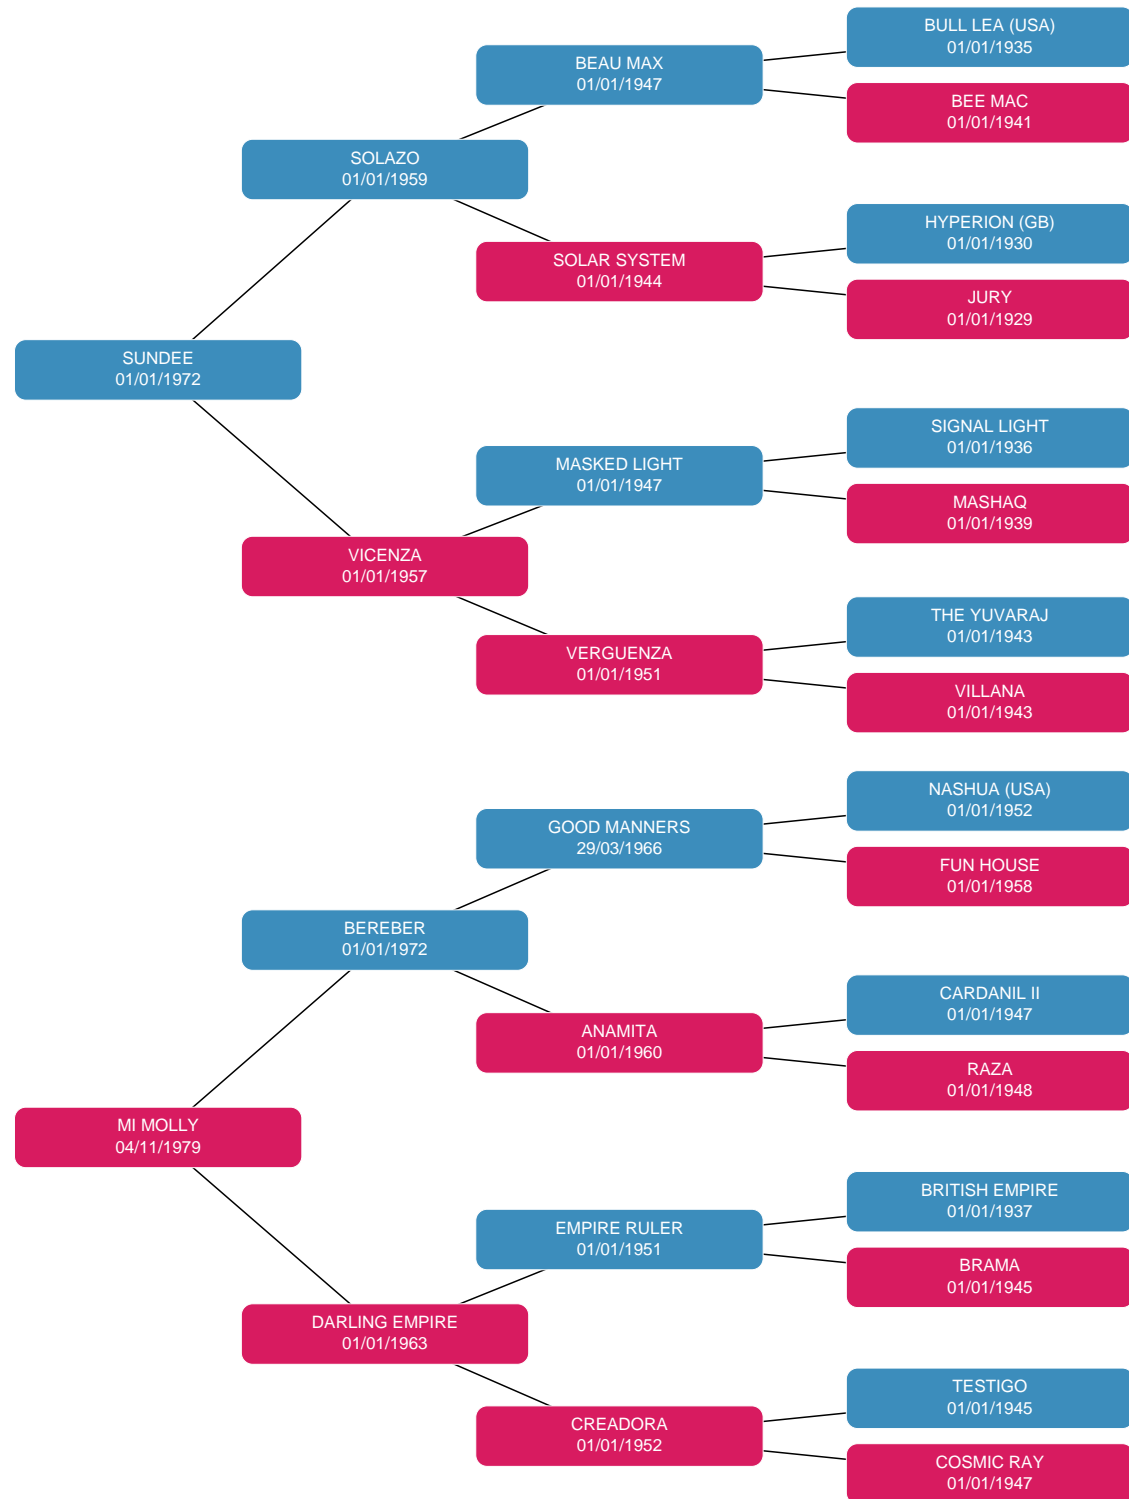 BULL LEA (USA)
01/01/1935
BEAU MAX
01/01/1947
BEE MAC
01/01/1941
SOLAZO
01/01/1959
HYPERION (GB)
01/01/1930
SOLAR SYSTEM
01/01/1944
JURY
01/01/1929
SUNDEE
01/01/1972
SIGNAL LIGHT
01/01/1936
MASKED LIGHT
01/01/1947
MASHAQ
01/01/1939
VICENZA
01/01/1957
THE YUVARAJ
01/01/1943
VERGUENZA
01/01/1951
VILLANA
01/01/1943
NASHUA (USA)
01/01/1952
GOOD MANNERS
29/03/1966
FUN HOUSE
01/01/1958
BEREBER
01/01/1972
CARDANIL II
01/01/1947
ANAMITA
01/01/1960
RAZA
01/01/1948
MI MOLLY
04/11/1979
BRITISH EMPIRE
01/01/1937
EMPIRE RULER
01/01/1951
BRAMA
01/01/1945
DARLING EMPIRE
01/01/1963
TESTIGO
01/01/1945
CREADORA
01/01/1952
COSMIC RAY
01/01/1947